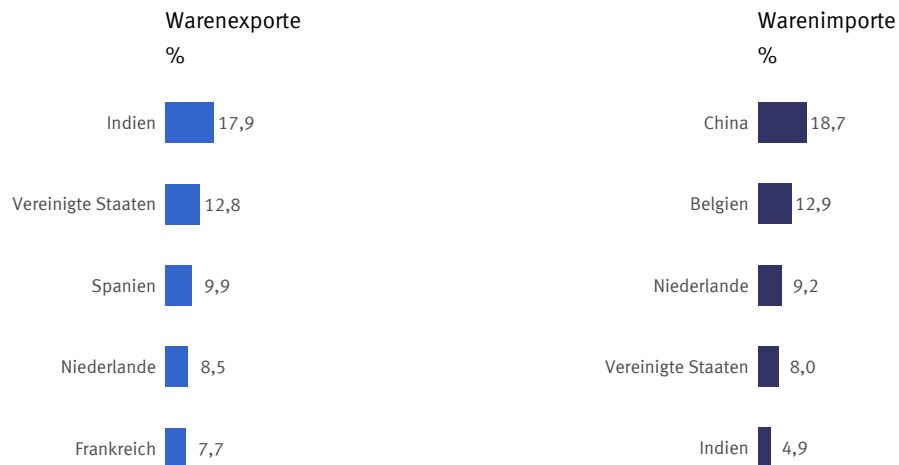 Warenexporte
%
Indien 17,9
Vereinigte Staaten 12,8
Spanien 9,9
Niederlande 8,5
Frankreich 7,7
Warenimporte
%
China 18,7
Belgien 12,9
Niederlande 9,2
Vereinigte Staaten 8,0
Indien 4,9